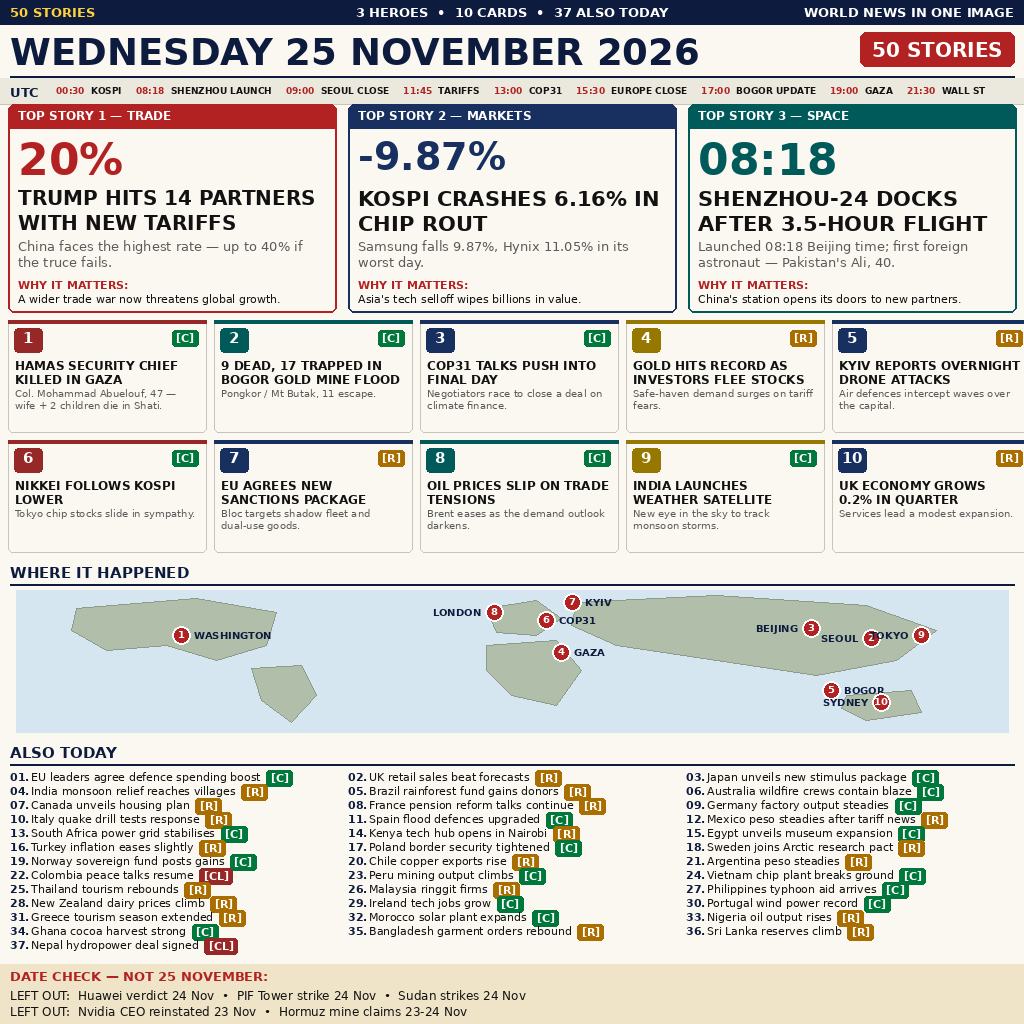 50 STORIES
3 HEROES • 10 CARDS • 37 ALSO TODAY
WORLD NEWS IN ONE IMAGE
WEDNESDAY 25 NOVEMBER 2026
50 STORIES
UTC 00:30 KOSPI 08:18 SHENZHOU LAUNCH 09:00 SEOUL CLOSE 11:45 TARIFFS 13:00 COP31 15:30 EUROPE CLOSE 17:00 BOGOR UPDATE 19:00 GAZA 21:30 WALL ST
TOP STORY 1 — TRADE
20%
TRUMP HITS 14 PARTNERS
WITH NEW TARIFFS
China faces the highest rate — up to 40% if
the truce fails.
WHY IT MATTERS:
A wider trade war now threatens global growth.
TOP STORY 2 — MARKETS
-9.87%
KOSPI CRASHES 6.16% IN
CHIP ROUT
Samsung falls 9.87%, Hynix 11.05% in its
worst day.
WHY IT MATTERS:
Asia's tech selloff wipes billions in value.
TOP STORY 3 — SPACE
08:18
SHENZHOU-24 DOCKS
AFTER 3.5-HOUR FLIGHT
Launched 08:18 Beijing time; first foreign
astronaut — Pakistan's Ali, 40.
WHY IT MATTERS:
China's station opens its doors to new partners.
1 [C]
HAMAS SECURITY CHIEF
KILLED IN GAZA
Col. Mohammad Abuelouf, 47 —
wife + 2 children die in Shati.
2 [C]
9 DEAD, 17 TRAPPED IN
BOGOR GOLD MINE FLOOD
Pongkor / Mt Butak, 11 escape.
3 [C]
COP31 TALKS PUSH INTO
FINAL DAY
Negotiators race to close a deal on
climate finance.
4 [R]
GOLD HITS RECORD AS
INVESTORS FLEE STOCKS
Safe-haven demand surges on tariff
fears.
5 [R]
KYIV REPORTS OVERNIGHT
DRONE ATTACKS
Air defences intercept waves over
the capital.
6 [C]
NIKKEI FOLLOWS KOSPI
LOWER
Tokyo chip stocks slide in sympathy.
7 [R]
EU AGREES NEW
SANCTIONS PACKAGE
Bloc targets shadow fleet and
dual-use goods.
8 [C]
OIL PRICES SLIP ON TRADE
TENSIONS
Brent eases as the demand outlook
darkens.
9 [C]
INDIA LAUNCHES
WEATHER SATELLITE
New eye in the sky to track
monsoon storms.
10 [R]
UK ECONOMY GROWS
0.2% IN QUARTER
Services lead a modest expansion.
WHERE IT HAPPENED
7 KYIV
LONDON 8
6 COP31
BEIJING 3
1 WASHINGTON
SEOUL 2
TOKYO 9
4 GAZA
5 BOGOR
SYDNEY 10
ALSO TODAY
01. EU leaders agree defence spending boost [C]
02. UK retail sales beat forecasts [R]
03. Japan unveils new stimulus package [C]
04. India monsoon relief reaches villages [R]
05. Brazil rainforest fund gains donors [R]
06. Australia wildfire crews contain blaze [C]
07. Canada unveils housing plan [R]
08. France pension reform talks continue [R]
09. Germany factory output steadies [C]
10. Italy quake drill tests response [R]
11. Spain flood defences upgraded [C]
12. Mexico peso steadies after tariff news [R]
13. South Africa power grid stabilises [C]
14. Kenya tech hub opens in Nairobi [R]
15. Egypt unveils museum expansion [C]
16. Turkey inflation eases slightly [R]
17. Poland border security tightened [C]
18. Sweden joins Arctic research pact [R]
19. Norway sovereign fund posts gains [C]
20. Chile copper exports rise [R]
21. Argentina peso steadies [R]
22. Colombia peace talks resume [CL]
23. Peru mining output climbs [C]
24. Vietnam chip plant breaks ground [C]
25. Thailand tourism rebounds [R]
26. Malaysia ringgit firms [R]
27. Philippines typhoon aid arrives [C]
28. New Zealand dairy prices climb [R]
29. Ireland tech jobs grow [C]
30. Portugal wind power record [C]
31. Greece tourism season extended [R]
32. Morocco solar plant expands [C]
33. Nigeria oil output rises [R]
34. Ghana cocoa harvest strong [C]
35. Bangladesh garment orders rebound [R]
36. Sri Lanka reserves climb [R]
37. Nepal hydropower deal signed [CL]
DATE CHECK — NOT 25 NOVEMBER:
LEFT OUT: Huawei verdict 24 Nov • PIF Tower strike 24 Nov • Sudan strikes 24 Nov
LEFT OUT: Nvidia CEO reinstated 23 Nov • Hormuz mine claims 23-24 Nov